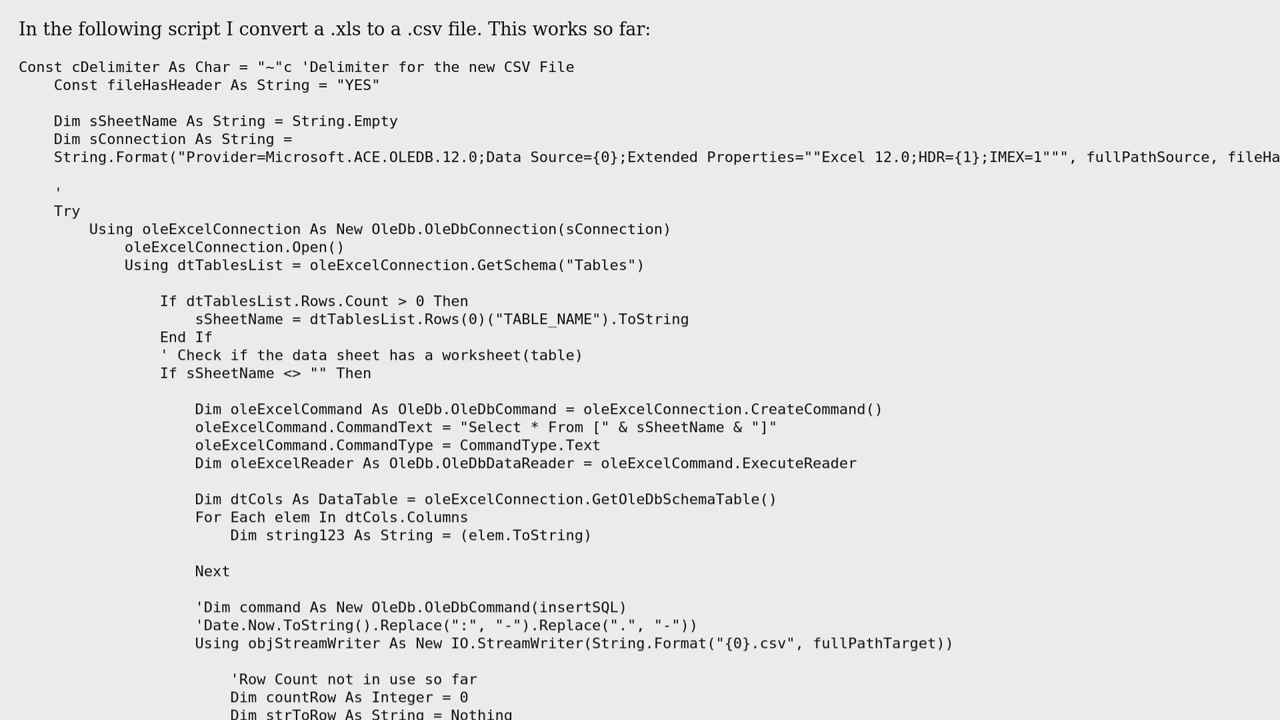 In the following script I convert a .xls to a .csv file. This works so far:
Const cDelimiter As Char = "~"c 'Delimiter for the new CSV File
Const fileHasHeader As String = "YES"
Dim sSheetName As String = String.Empty
Dim sConnection As String =
String.Format("Provider=Microsoft.ACE.OLEDB.12.0;Data Source={0};Extended Properties=""Excel 12.0;HDR={1};IMEX=1""", fullPathSource, fileHa
'
Try
Using oleExcelConnection As New OleDb.OleDbConnection(sConnection)
oleExcelConnection.Open()
Using dtTablesList = oleExcelConnection.GetSchema("Tables")
If dtTablesList.Rows.Count > 0 Then
sSheetName = dtTablesList.Rows(0)("TABLE_NAME").ToString
End If
' Check if the data sheet has a worksheet(table)
If sSheetName <> "" Then
Dim oleExcelCommand As OleDb.OleDbCommand = oleExcelConnection.CreateCommand()
oleExcelCommand.CommandText = "Select * From [" & sSheetName & "]"
oleExcelCommand.CommandType = CommandType.Text
Dim oleExcelReader As OleDb.OleDbDataReader = oleExcelCommand.ExecuteReader
Dim dtCols As DataTable = oleExcelConnection.GetOleDbSchemaTable()
For Each elem In dtCols.Columns
Dim string123 As String = (elem.ToString)
Next
'Dim command As New OleDb.OleDbCommand(insertSQL)
'Date.Now.ToString().Replace(":", "-").Replace(".", "-"))
Using objStreamWriter As New IO.StreamWriter(String.Format("{0}.csv", fullPathTarget))
'Row Count not in use so far
Dim countRow As Integer = 0
Dim strToRow As String = Nothing